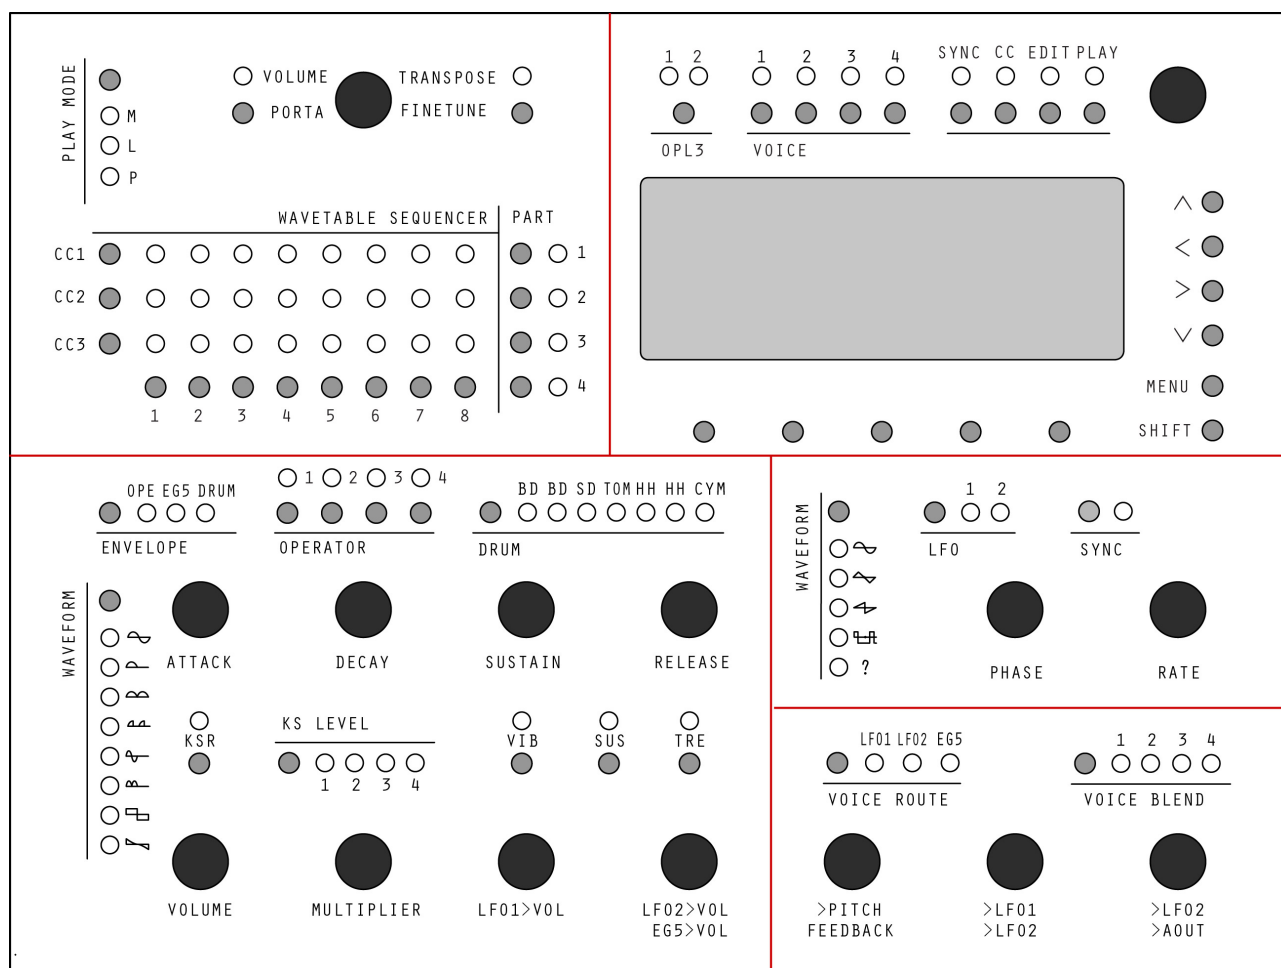 PLAY MODE
M
L
P
VOLUME
TRANSPOSE
PORTA
FINETUNE
WAVETABLE SEQUENCER
PART
CC1
1
CC2
2
CC3
3
4
1 2 3 4 5 6 7 8
1 2
1 2 3 4
SYNC CC EDIT PLAY
OPL3
VOICE
MENU
SHIFT
OPE EG5 DRUM
ENVELOPE
1 2 3 4
OPERATOR
BD BD SD TOM HH HH CYM
DRUM
WAVEFORM
ATTACK
DECAY
SUSTAIN
RELEASE
KSR
KS LEVEL
1 2 3 4
VIB
SUS
TRE
VOLUME
MULTIPLIER
LFO1>VOL
LFO2>VOL
EG5>VOL
WAVEFORM
?
1 2
LFO
SYNC
PHASE
RATE
LFO1 LFO2 EG5
VOICE ROUTE
1 2 3 4
VOICE BLEND
>PITCH
FEEDBACK
>LFO1
>LFO2
>LFO2
>AOUT